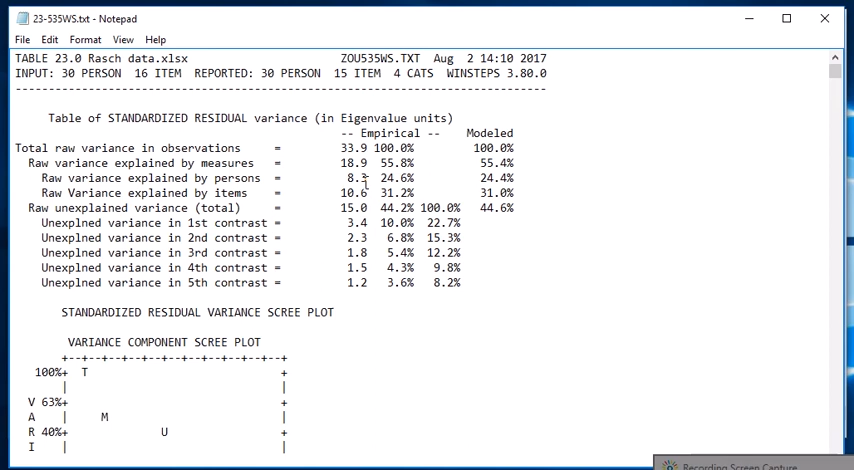 23-535WS.txt - Notepad
File Edit Format View Help
TABLE 23.0 Rasch data.xlsx ZOU535WS.TXT Aug 2 14:10 2017
INPUT: 30 PERSON 16 ITEM REPORTED: 30 PERSON 15 ITEM 4 CATS WINSTEPS 3.80.0
--------------------------------------------------------------------------------
Table of STANDARDIZED RESIDUAL variance (in Eigenvalue units)
-- Empirical -- Modeled
Total raw variance in observations = 33.9 100.0% 100.0%
Raw variance explained by measures = 18.9 55.8% 55.4%
Raw variance explained by persons = 8.3 24.6% 24.4%
Raw Variance explained by items = 10.6 31.2% 31.0%
Raw unexplained variance (total) = 15.0 44.2% 100.0% 44.6%
Unexplned variance in 1st contrast = 3.4 10.0% 22.7%
Unexplned variance in 2nd contrast = 2.3 6.8% 15.3%
Unexplned variance in 3rd contrast = 1.8 5.4% 12.2%
Unexplned variance in 4th contrast = 1.5 4.3% 9.8%
Unexplned variance in 5th contrast = 1.2 3.6% 8.2%
STANDARDIZED RESIDUAL VARIANCE SCREE PLOT
VARIANCE COMPONENT SCREE PLOT
+--+--+--+--+--+--+--+--+--+--+
100%+ T +
| |
V 63%+ +
A | M |
R 40%+ U +
I | |
Recording Screen Capture